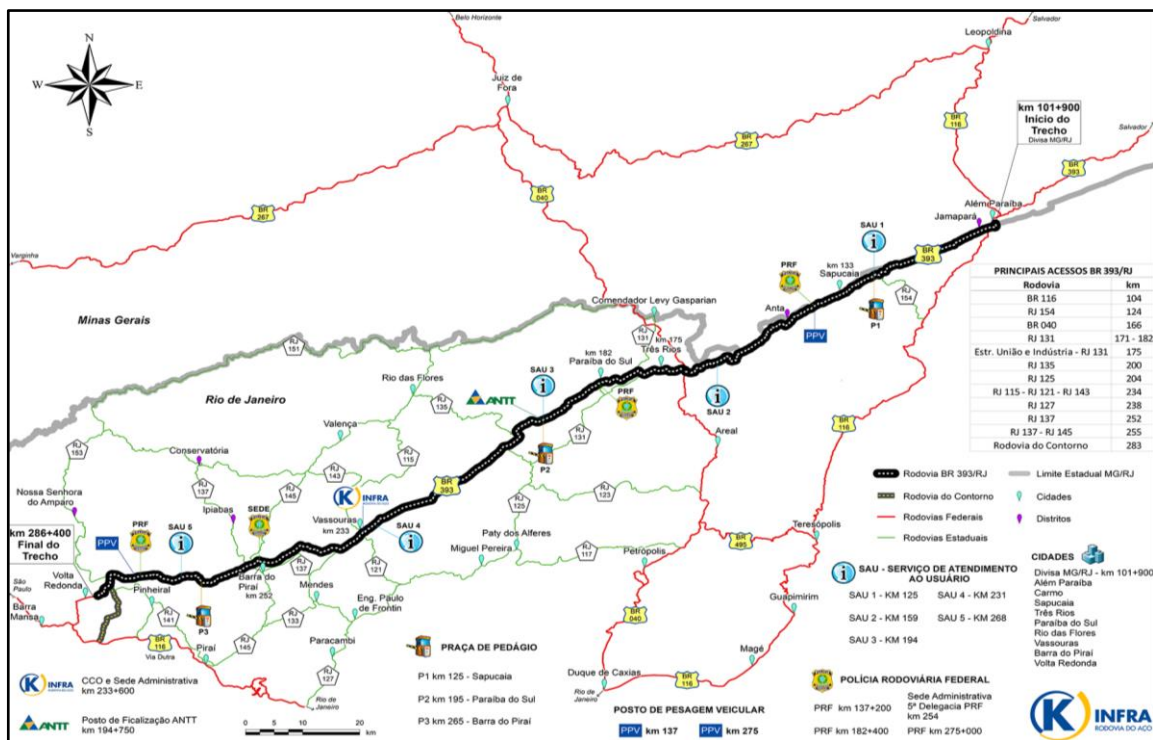 Belo Horizonte
Salvador
Leopoldina
N
W E
S
Juiz de
Fora
km 101+900
Início do
Trecho
Divisa MG/RJ
BR
116
Salvador
BR
267
BR
040
BR
393
BR
267
Além Paraíba
Jamapará
SAU 1
BR
393
Varginha
PRF
km 133
Sapucaia
PRINCIPAIS ACESSOS BR 393/RJ
Rodovia km
BR 116 104
RJ 154 124
BR 040 166
RJ 131 171 - 182
Estr. União e Indústria - RJ 131 175
RJ 135 200
RJ 125 204
RJ 115 - RJ 121 - RJ 143 234
RJ 127 238
RJ 137 252
RJ 137 - RJ 145 255
Rodovia do Contorno 283
Comendador Levy Gasparian
RJ
154
Anta
P1
Minas Gerais
PPV
RJ
131
km 175
Três Rios
RJ
151
km 182
Paraíba do Sul
SAU 3
Rio das Flores
Rio de Janeiro
ANTT
RJ
135
PRF
SAU 2
BR
116
Valença
RJ
131
Areal
P2
Conservatória
RJ
115
RJ
153
RJ
143
Rodovia BR 393/RJ
Limite Estadual MG/RJ
Rodovia do Contorno
Cidades
Rodovias Federais
Distritos
Rodovias Estaduais
RJ
137
RJ
145
BR
393
RJ
123
Nossa Senhora
do Amparo
K INFRA
RODOVIA DO AÇO
Ipiabas
SEDE
RJ
125
Vassouras
km 233
SAU 4
Teresópolis
km 286+400
Final do
Trecho
PRF
SAU 5
PPV
Paty dos Alferes
BR
495
RJ
117
Miguel Pereira
Petrópolis
RJ
137
RJ
121
Volta
Redonda
São
Paulo
Barra do
Piraí
km 252
Mendes
Pinheiral
Eng. Paulo
de Frontin
Guapimirim
Barra
Mansa
RJ
141
P3
RJ
133
BR
040
RJ
145
Paracambi
BR
116
Via Dutra
Piraí
RJ
127
Magé
Duque de Caxias
BR
116
Rio de
Janeiro
Rio de
Janeiro
SAU - SERVIÇO DE ATENDIMENTO
AO USUÁRIO
SAU 1 - KM 125 SAU 4 - KM 231
SAU 2 - KM 159 SAU 5 - KM 268
SAU 3 - KM 194
CIDADES
Divisa MG/RJ - km 101+900
Além Paraíba
Carmo
Sapucaia
Três Rios
Paraíba do Sul
Rio das Flores
Vassouras
Barra do Piraí
Volta Redonda
K INFRA
RODOVIA DO AÇO
CCO e Sede Administrativa
km 233+600
ANTT
Posto de Ficalização ANTT
km 194+750
0 10 20
km
PRAÇA DE PEDÁGIO
P1 km 125 - Sapucaia
P2 km 195 - Paraíba do Sul
P3 km 265 - Barra do Piraí
POSTO DE PESAGEM VEICULAR
PPV km 137 PPV km 275
POLÍCIA RODOVIÁRIA FEDERAL
PRF km 137+200
PRF km 182+400
Sede Administrativa
5ª Delegacia PRF
km 254
PRF km 275+000
K INFRA
RODOVIA DO AÇO